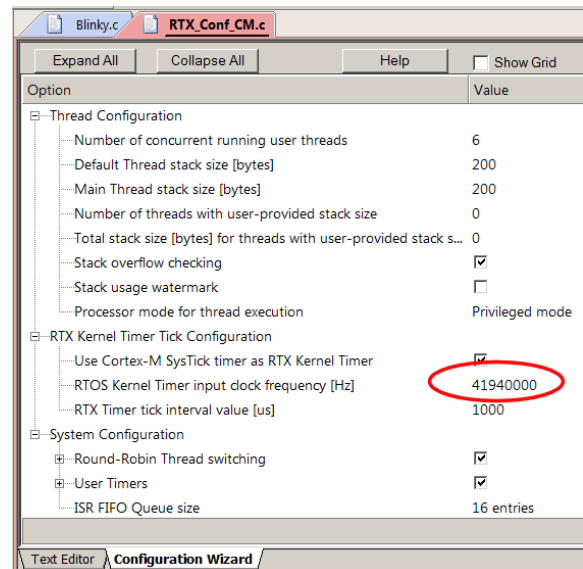 Blinky.c RTX_Conf_CM.c
Expand All Collapse All Help Show Grid
Option Value
Thread Configuration
Number of concurrent running user threads 6
Default Thread stack size [bytes] 200
Main Thread stack size [bytes] 200
Number of threads with user-provided stack size 0
Total stack size [bytes] for threads with user-provided stack s... 0
Stack overflow checking
Stack usage watermark
Processor mode for thread execution Privileged mode
RTX Kernel Timer Tick Configuration
Use Cortex-M SysTick timer as RTX Kernel Timer
RTOS Kernel Timer input clock frequency [Hz] 41940000
RTX Timer tick interval value [us] 1000
System Configuration
Round-Robin Thread switching
User Timers
ISR FIFO Queue size 16 entries
Text Editor Configuration Wizard